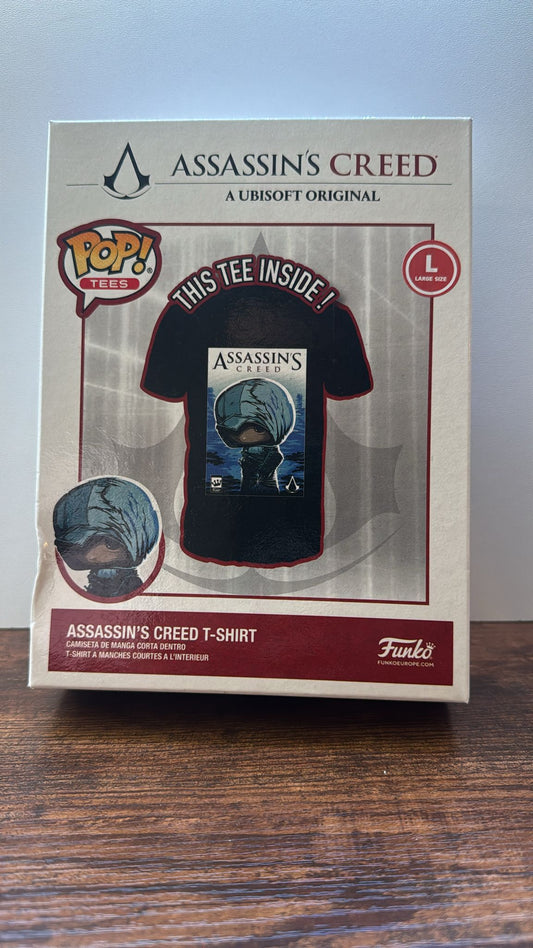 ASSASSIN'S CREED
A UBISOFT ORIGINAL
POP!
TEES
THIS TEE INSIDE!
L
LARGE SIZE
ASSASSIN'S
CREED
ASSASSIN'S CREED T-SHIRT
CAMISETA DE MANGA CORTA DENTRO
T-SHIRT A MANCHES COURTES A L'INTERIEUR
Funko
FUNKOEUROPE.COM